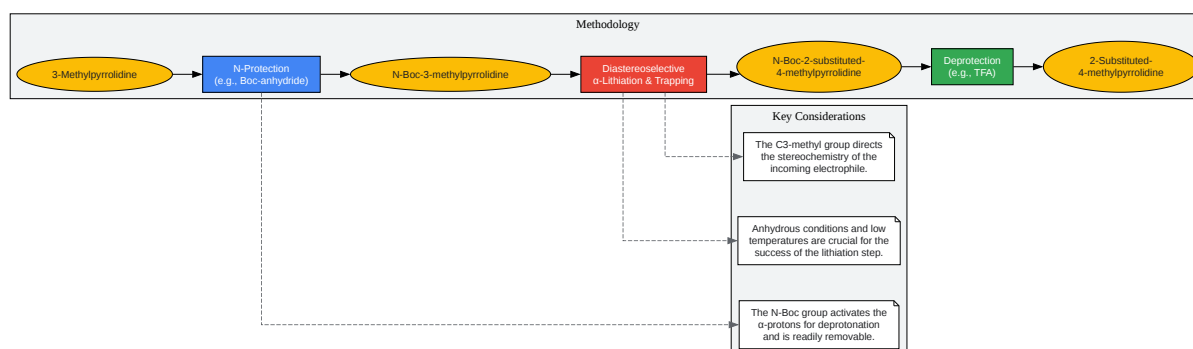 Methodology
3-Methylpyrrolidine
N-Protection
(e.g., Boc-anhydride)
N-Boc-3-methylpyrrolidine
Diastereoselective
α-Lithiation & Trapping
N-Boc-2-substituted-
4-methylpyrrolidine
Deprotection
(e.g., TFA)
2-Substituted-
4-methylpyrrolidine
Key Considerations
The C3-methyl group directs
the stereochemistry of the
incoming electrophile.
Anhydrous conditions and low
temperatures are crucial for the
success of the lithiation step.
The N-Boc group activates the
α-protons for deprotonation
and is readily removable.